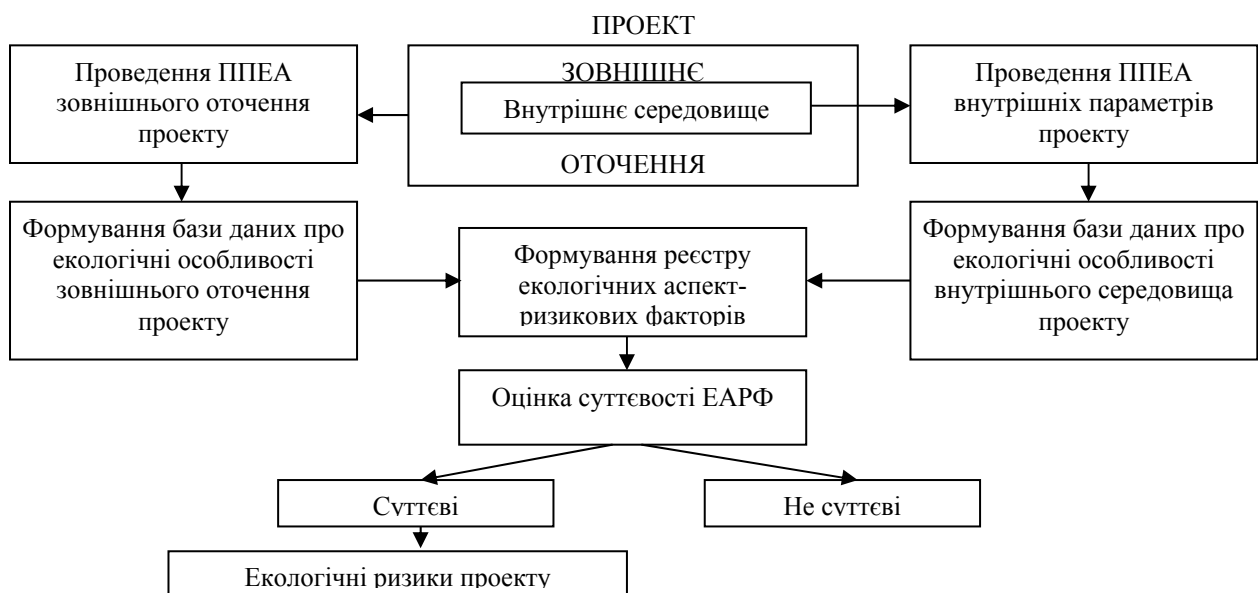 ПРОЕКТ
Проведення ППЕА
зовнішнього оточення
проекту
ЗОВНІШНЄ
Внутрішнє середовище
ОТОЧЕННЯ
Проведення ППЕА
внутрішніх параметрів
проекту
Формування бази даних про
екологічні особливості
зовнішнього оточення
проекту
Формування реєстру
екологічних аспект-
ризикових факторів
Формування бази даних про
екологічні особливості
внутрішнього середовища
проекту
Оцінка суттєвості ЕАРФ
Суттєві
Не суттєві
Екологічні ризики проекту